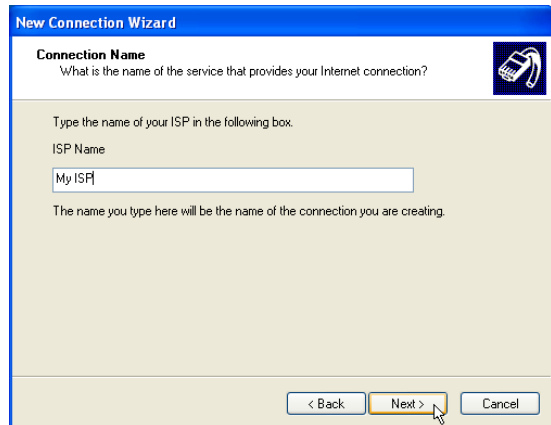 New Connection Wizard
Connection Name
What is the name of the service that provides your Internet connection?
Type the name of your ISP in the following box.
ISP Name
My ISP
The name you type here will be the name of the connection you are creating.
< Back
Next >
Cancel